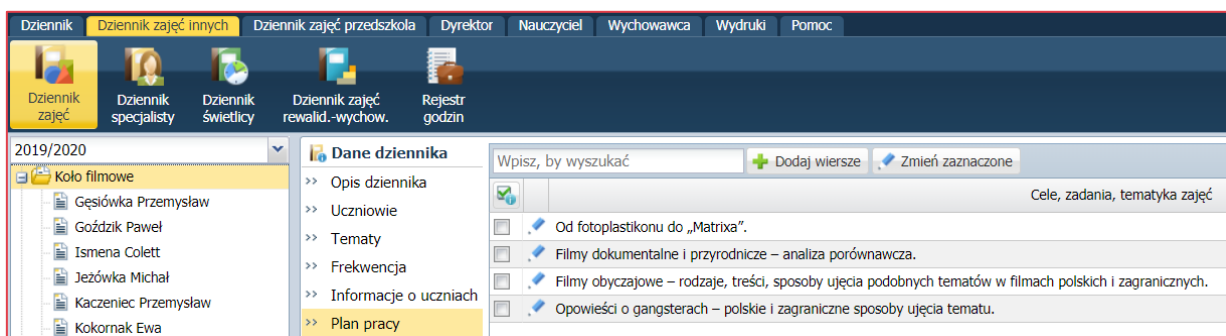 Dziennik Dziennik zajęć innych Dziennik zajęć przedszkola Dyrektor Nauczyciel Wychowawca Wydruki Pomoc
Dziennik zajęć
Dziennik specjalisty
Dziennik świetlicy
Dziennik zajęć rewalid.-wychow.
Rejestr godzin
2019/2020
Koło filmowe
Gęsiówka Przemysław
Goździk Paweł
Ismena Colett
Jeżówka Michał
Kaczeniec Przemysław
Kokornak Ewa
Dane dziennika
>> Opis dziennika
>> Uczniowie
>> Tematy
>> Frekwencja
>> Informacje o uczniach
>> Plan pracy
Wpisz, by wyszukać Dodaj wiersze Zmień zaznaczone
Cele, zadania, tematyka zajęć
Od fotoplastikonu do „Matrixa”.
Filmy dokumentalne i przyrodnicze – analiza porównawcza.
Filmy obyczajowe – rodzaje, treści, sposoby ujęcia podobnych tematów w filmach polskich i zagranicznych.
Opowieści o gangsterach – polskie i zagraniczne sposoby ujęcia tematu.